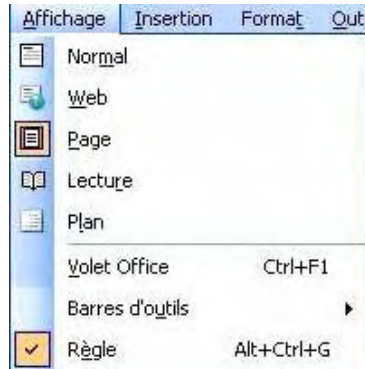 Affichage Insertion Format Out
Normal
Web
Page
Lecture
Plan
Volet Office Ctrl+F1
Barres d'outils
Règle Alt+Ctrl+G